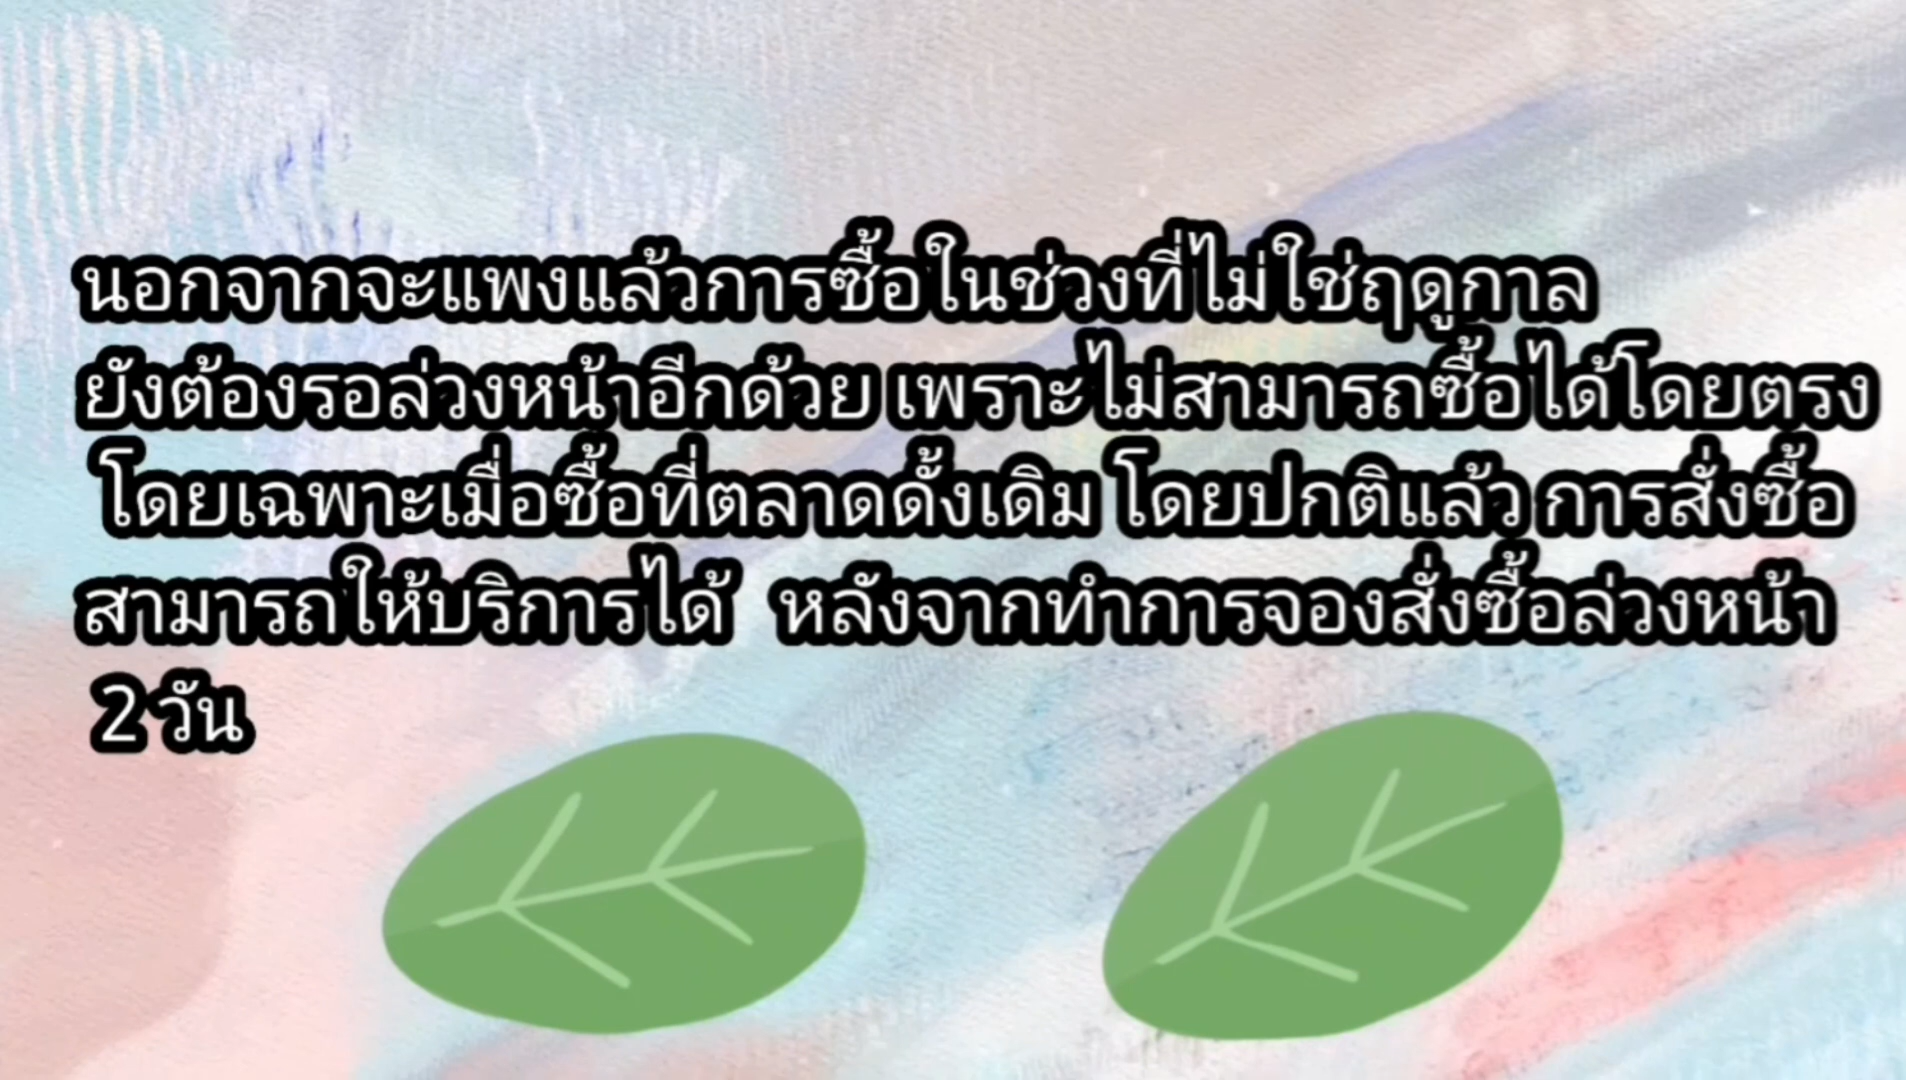 นอกจากจะแพงแล้วการซื้อในช่วงที่ไม่ใช่ฤดูกาล
ยังต้องรอล่วงหน้าอีกด้วย เพราะไม่สามารถซื้อได้โดยตรง
โดยเฉพาะเมื่อซื้อที่ตลาดดั้งเดิม โดยปกติแล้ว การสั่งซื้อ
สามารถให้บริการได้ หลังจากทำการจองสั่งซื้อล่วงหน้า
2 วัน